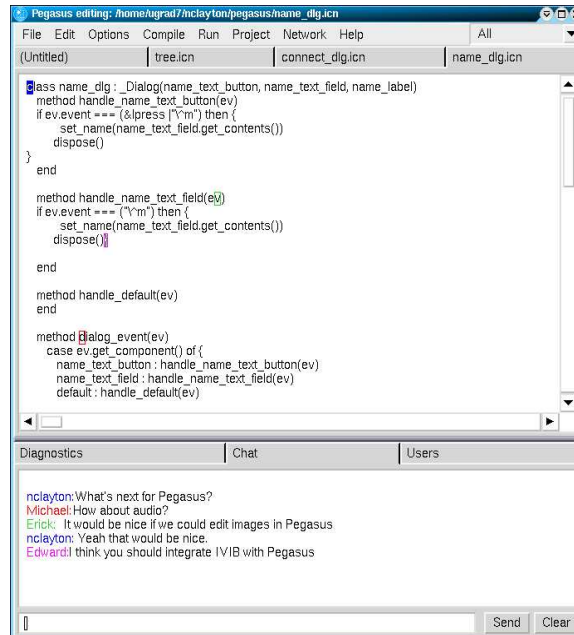 Pegasus editing: /home/ugrad7/nclayton/pegasus/name_dlg.icn
File Edit Options Compile Run Project Network Help All
(Untitled) tree.icn connect_dlg.icn name_dlg.icn
class name_dlg : _Dialog(name_text_button, name_text_field, name_label)
method handle_name_text_button(ev)
if ev.event === (&lpress |"\^m") then {
set_name(name_text_field.get_contents())
dispose()
}
end
method handle_name_text_field(ev)
if ev.event === ("\^m") then {
set_name(name_text_field.get_contents())
dispose()}
end
method handle_default(ev)
end
method dialog_event(ev)
case ev.get_component() of {
name_text_button : handle_name_text_button(ev)
name_text_field : handle_name_text_field(ev)
default : handle_default(ev)
Diagnostics Chat Users
nclayton: What's next for Pegasus?
Michael: How about audio?
Erick: It would be nice if we could edit images in Pegasus
nclayton: Yeah that would be nice.
Edward:I think you should integrate IVIB with Pegasus
Send Clear